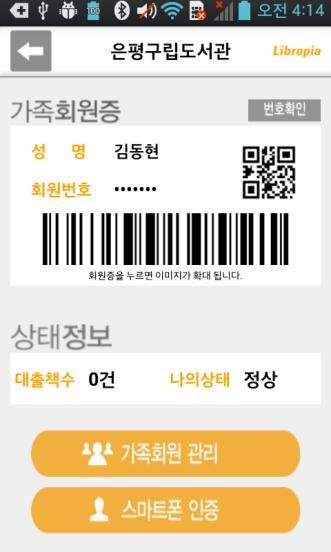 100 오전 4:14
은평구립도서관 Libropia
가족회원증 번호확인
성 명 김동현
회원번호 •••••••
회원증을 누르면 이미지가 확대 됩니다.
상태정보
대출책수 0건 나의상태 정상
가족회원 관리
스마트폰 인증